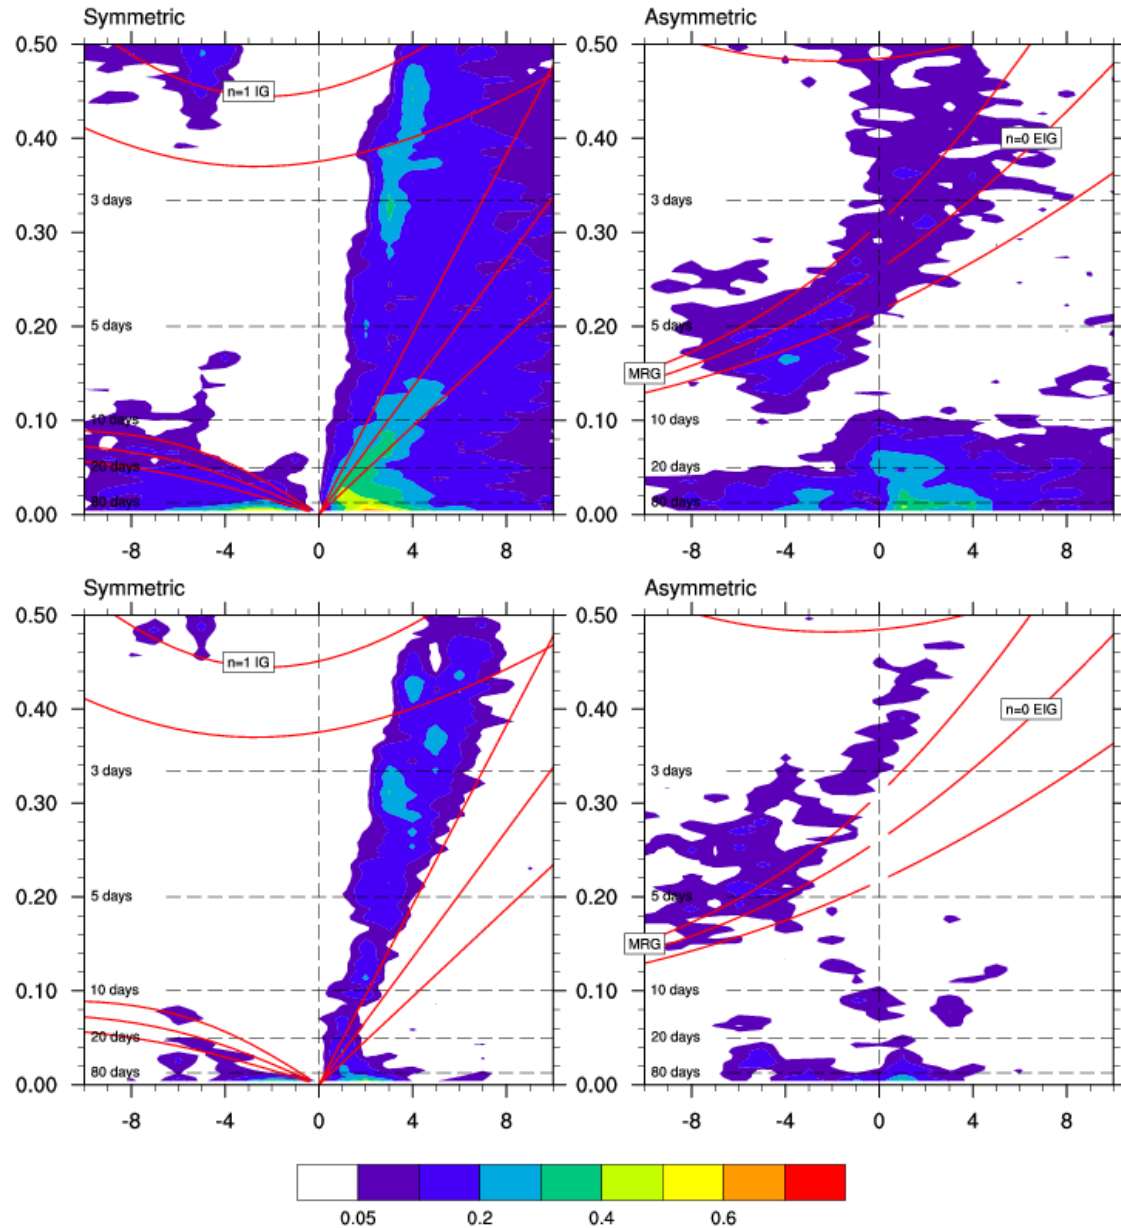 Symmetric
Asymmetric
0.50
0.50
n=1 IG
0.40
0.40
n=0 EIG
3 days
3 days
0.30
0.30
0.20
5 days
0.20
5 days
MRG
0.10
10 days
0.10
10 days
20 days
20 days
0.00
80 days
0.00
80 days
-8 -4 0 4 8
-8 -4 0 4 8
Symmetric
Asymmetric
0.50
0.50
n=1 IG
0.40
0.40
n=0 EIG
3 days
3 days
0.30
0.30
0.20
5 days
0.20
5 days
MRG
0.10
10 days
0.10
10 days
20 days
20 days
0.00
80 days
0.00
80 days
-8 -4 0 4 8
-8 -4 0 4 8
0.05 0.2 0.4 0.6